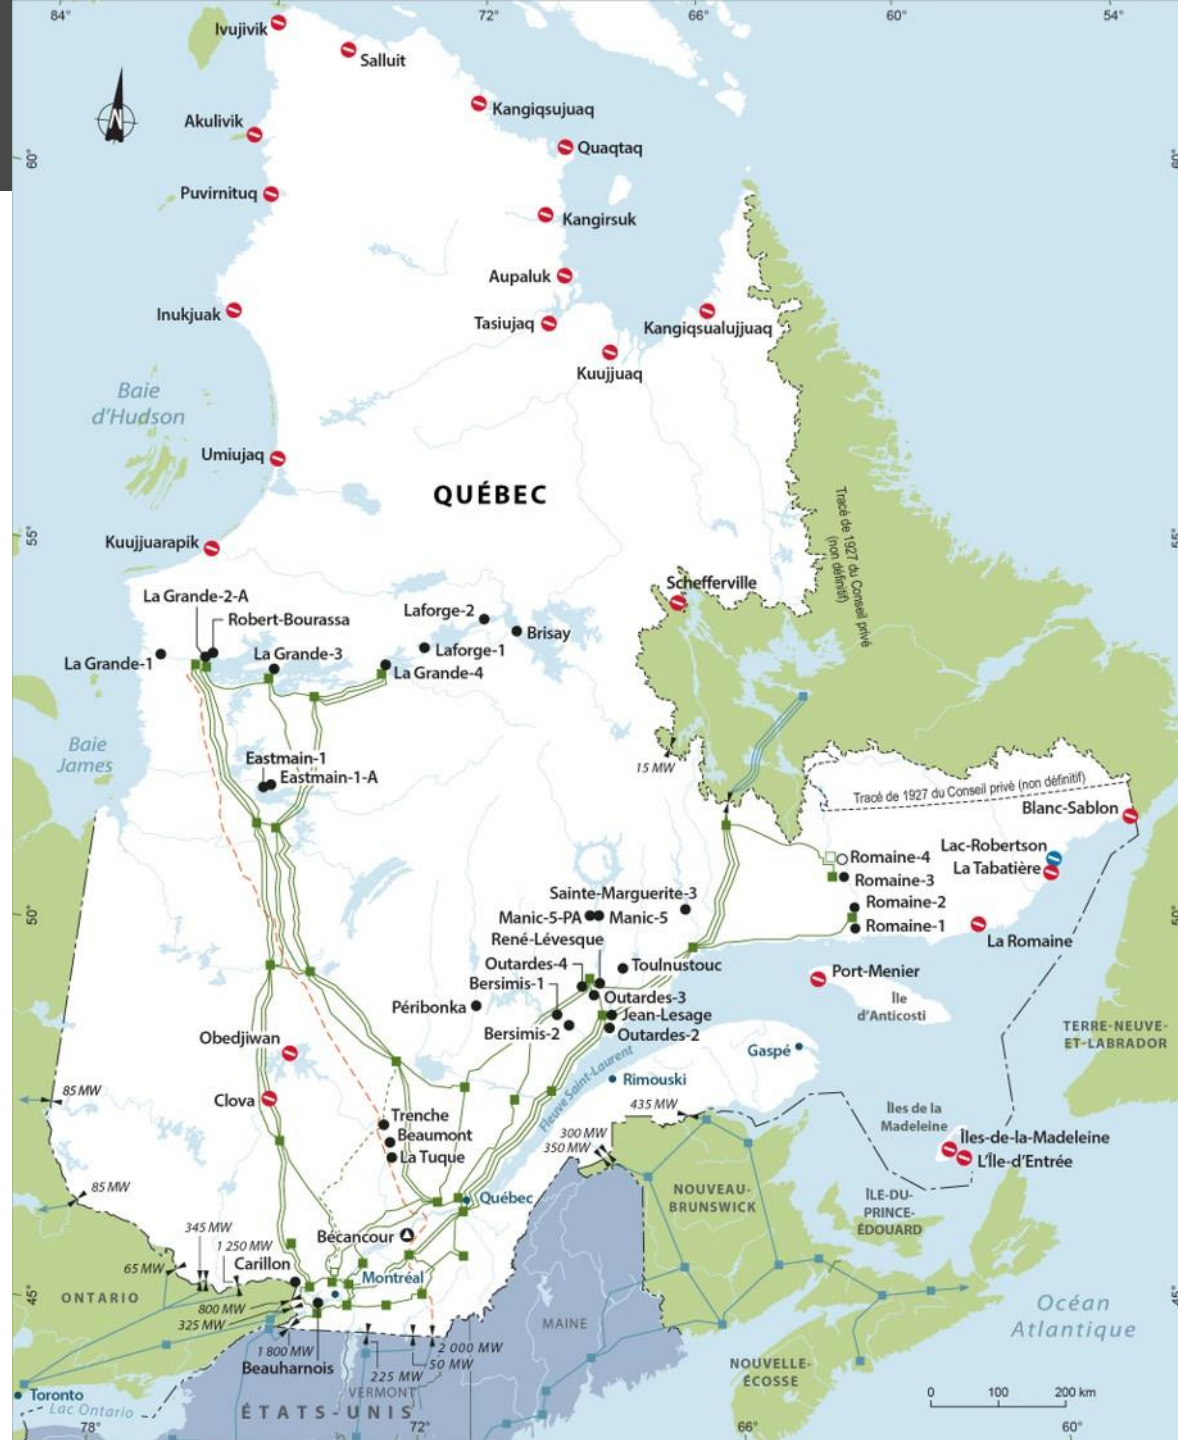 84°
72°
66°
60°
54°
Ivujivik
Salluit
Kangiqsujuaq
N
Akulivik
Quaqtaq
60°
60°
Puvirnituq
Kangirsuk
Aupaluk
Inukjuak
Tasiujaq
Kangiqsualujjuaq
Kuujjuaq
Baie
d'Hudson
Umiujaq
QUÉBEC
Tracé de 1927 du Conseil privé
(non définitif)
55°
55°
Kuujjuarapik
Schefferville
La Grande-2-A
Robert-Bourassa
Laforge-2
Brisay
La Grande-1
La Grande-3
Laforge-1
La Grande-4
Baie
James
Eastmain-1
Eastmain-1-A
15 MW
Tracé de 1927 du Conseil privé (non définitif)
Blanc-Sablon
Lac-Robertson
La Tabatière
Romaine-4
Romaine-3
Romaine-2
Romaine-1
Sainte-Marguerite-3
50°
50°
Manic-5-PA
Manic-5
René-Lévesque
La Romaine
Outardes-4
Toulnustouc
Bersimis-1
Port-Menier
Île
d'Anticosti
Péribonka
Outardes-3
Jean-Lesage
Bersimis-2
Outardes-2
TERRE-NEUVE-
ET-LABRADOR
Obedjiwan
Gaspé
Fleuve Saint-Laurent
Rimouski
85 MW
Clova
435 MW
Îles de la
Madeleine
Trenche
Beaumont
La Tuque
300 MW
350 MW
Îles-de-la-Madeleine
L'Île-d'Entrée
85 MW
Québec
NOUVEAU-
BRUNSWICK
ÎLE-DU-
PRINCE-
ÉDOUARD
345 MW
1 250 MW
Bécancour
65 MW
Carillon
Montréal
45°
45°
ONTARIO
800 MW
325 MW
Océan
Atlantique
MAINE
1 800 MW
2 000 MW
50 MW
225 MW
Beauharnois
NOUVELLE-
ÉCOSSE
VERMONT
Toronto
Lac Ontario
ÉTATS-UNIS
0
100
200 km
78°
72°
66°
60°